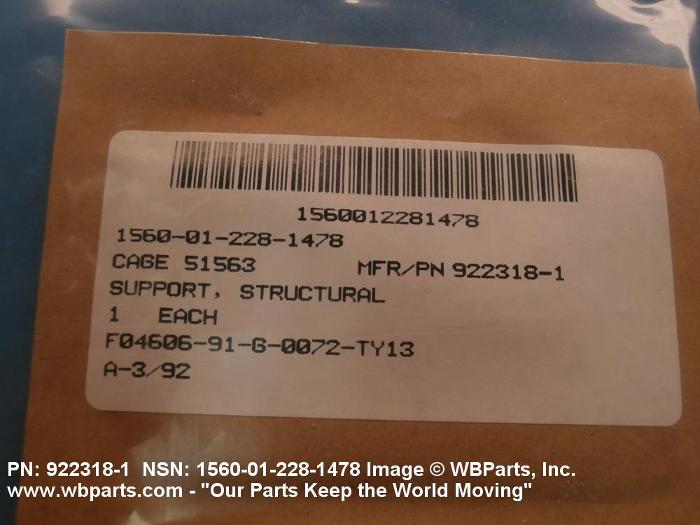 1560012281478
1560-01-228-1478
CAGE 51563 MFR/PN 922318-1
SUPPORT, STRUCTURAL
1 EACH
F04606-91-G-0072-TY13
A-3/92
PN: 922318-1 NSN: 1560-01-228-1478 Image © WBParts, Inc.
www.wbparts.com - "Our Parts Keep the World Moving"